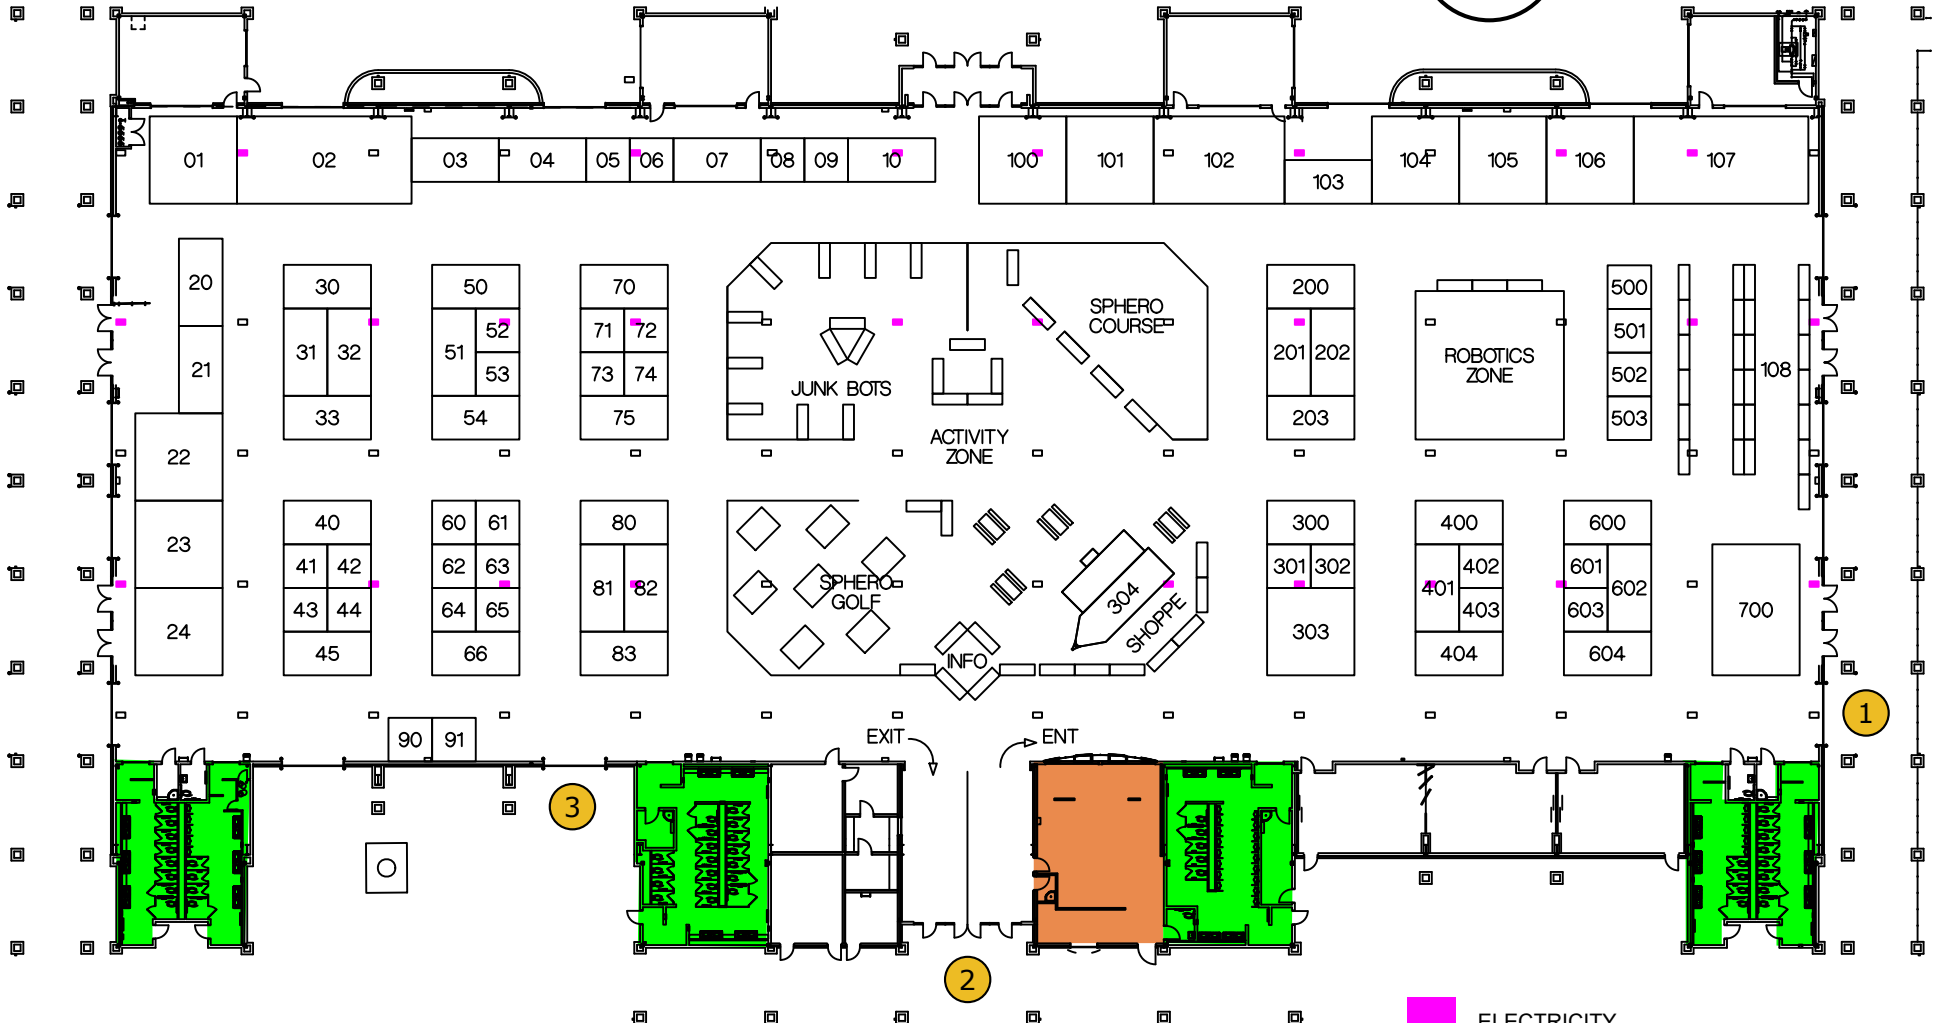 01 02 03 04 05 06 07 08 09 10 100 101 102 103 104 105 106 107
20 30 50 70 SPHERO 200 500
COURSE
21 31 32 51 52 53 71 72 73 74 201 202 ROBOTICS 501 502 108
ZONE
JUNK BOTS
33 54 75 203 503
ACTIVITY
ZONE
22
40 60 61 80 300 400 600
23 41 42 62 63 81 82 301 302 401 402 601 602
SPHERO
GOLF
43 44 64 65 304 403 603 700
SHOPPE
24 45 66 83 303 404 604
INFO
90 91 EXIT ENT
1
3
2
ELECTRICITY